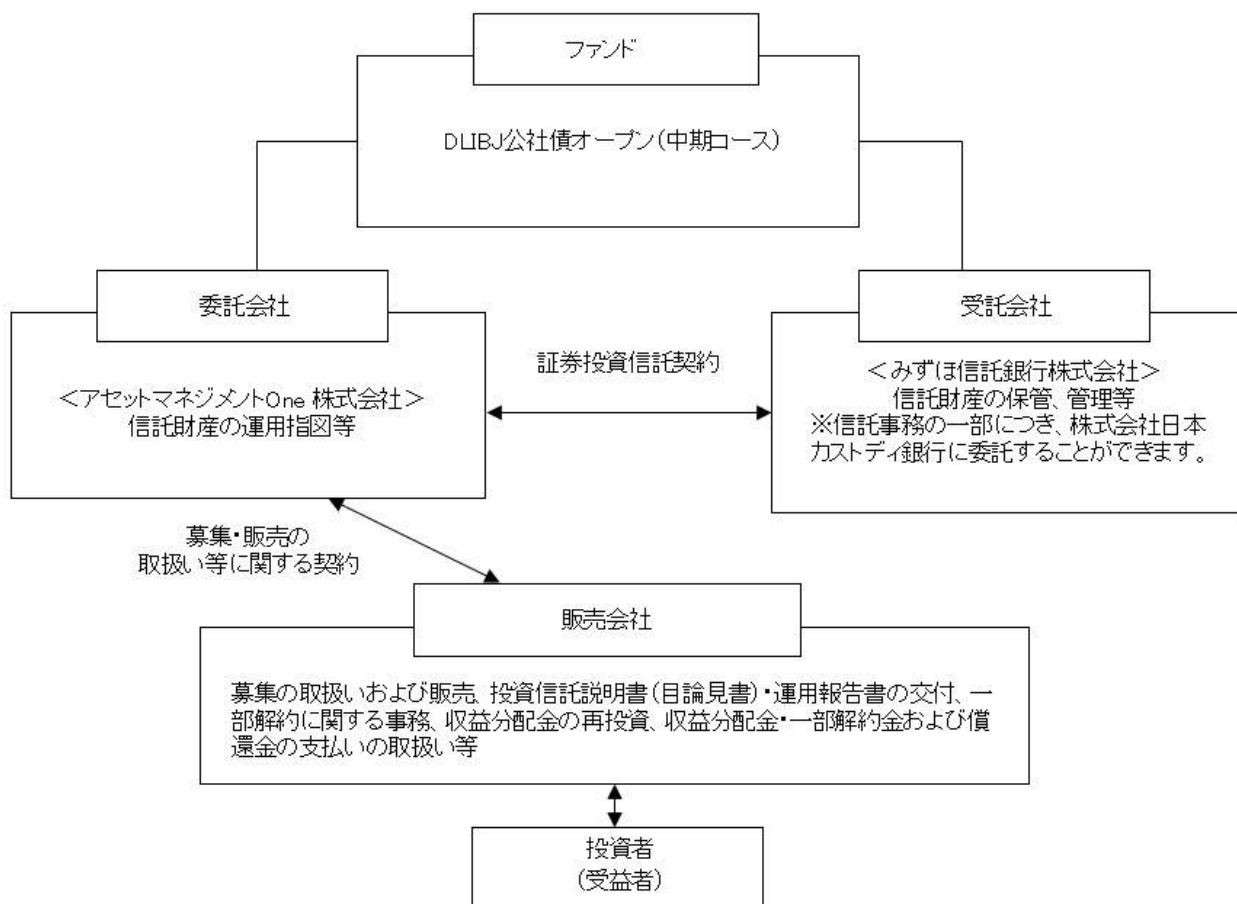 ファンド
DLIBJ公社債オープン(中期コース)
委託会社
<アセットマネジメントOne 株式会社>
信託財産の運用指図等
証券投資信託契約
受託会社
<みずほ信託銀行株式会社>
信託財産の保管、管理等
※信託事務の一部につき、株式会社日本
カストディ銀行に委託することができます。
募集・販売の
取扱い等に関する契約
販売会社
募集の取扱いおよび販売、投資信託説明書(目論見書)・運用報告書の交付、一
部解約に関する事務、収益分配金の再投資、収益分配金・一部解約金および償
還金の支払いの取扱い等
投資者
(受益者)